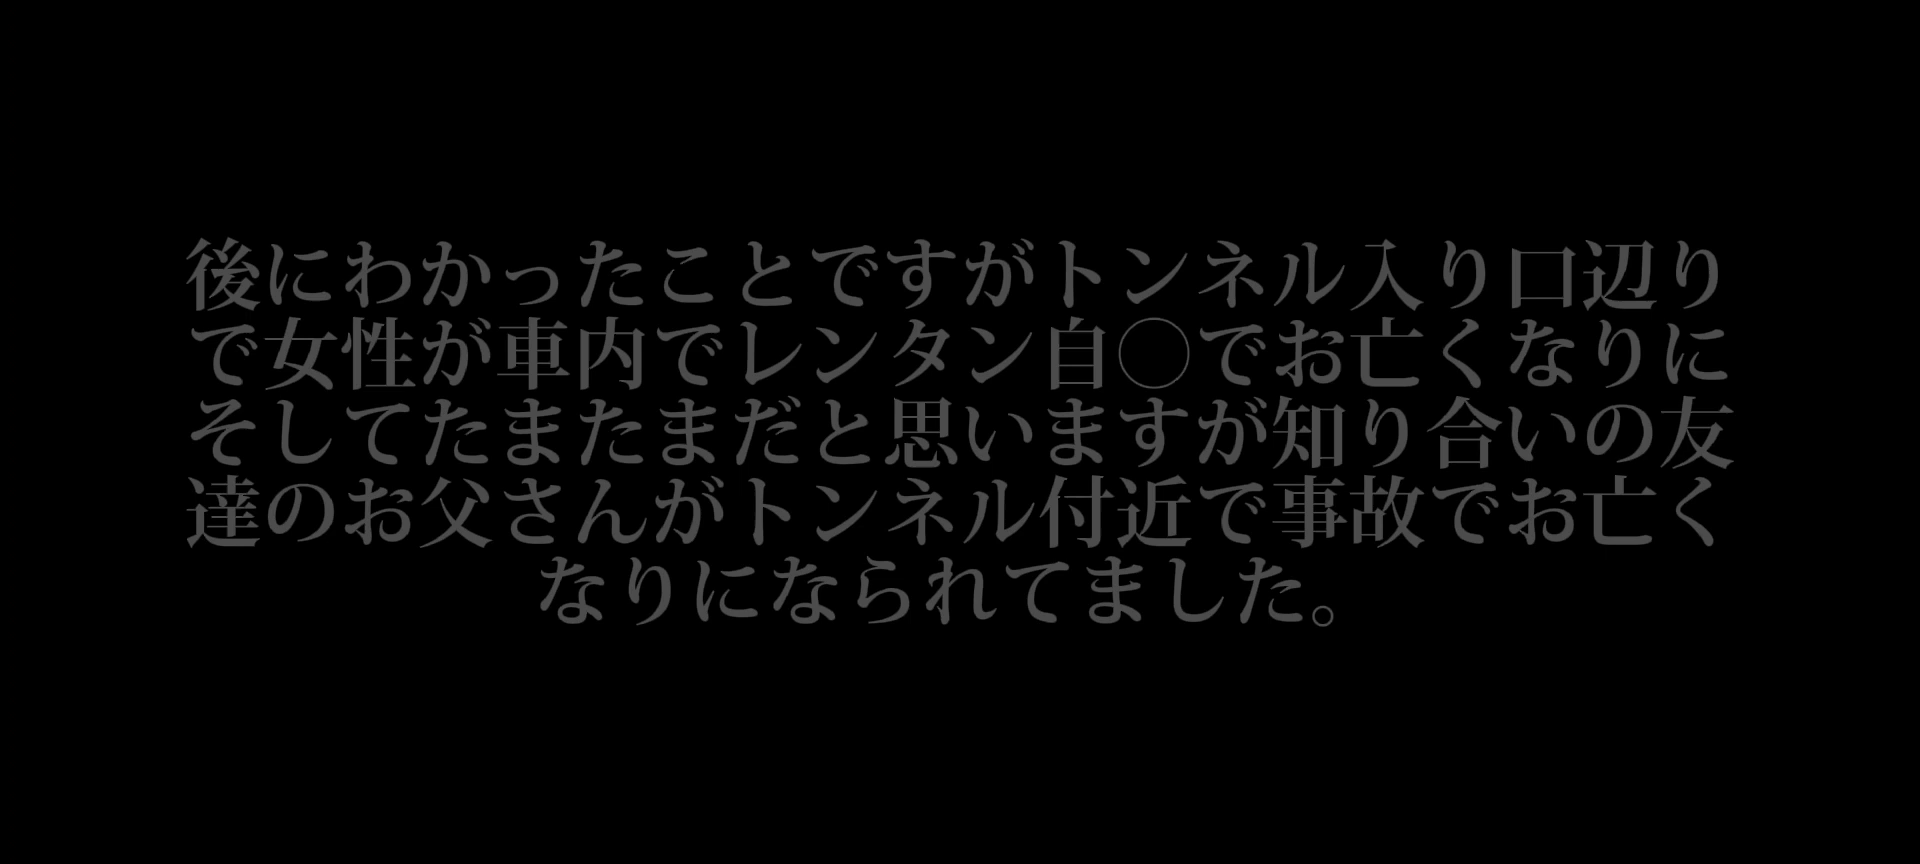 後にわかったことですがトンネル入り口辺り
で女性が車内でレンタン自◯でお亡くなりに
そしてたまたまだと思いますが知り合いの友
達のお父さんがトンネル付近で事故でお亡く
なりになられてました。